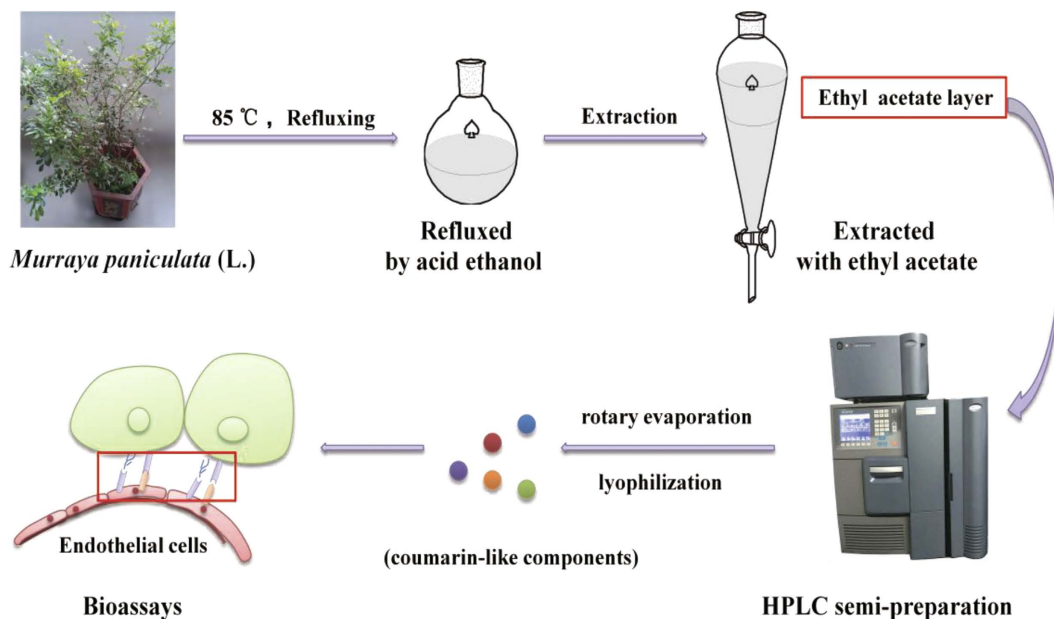 85 ℃ , Refluxing
Extraction
Ethyl acetate layer
Murraya paniculata (L.)
Refluxed
by acid ethanol
Extracted
with ethyl acetate
rotary evaporation
lyophilization
Endothelial cells
(coumarin-like components)
Bioassays
HPLC semi-preparation